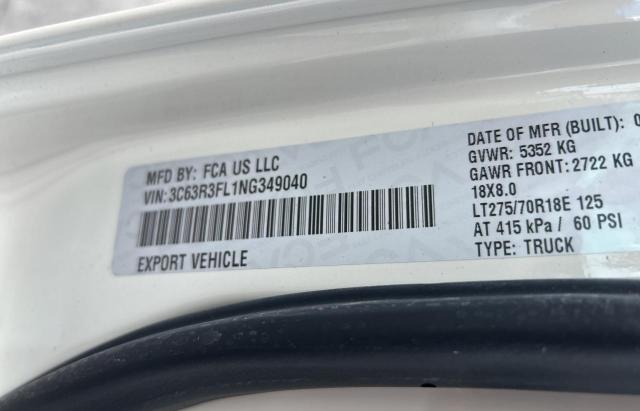 MFD BY: FCA US LLC
VIN: 3C63R3FL1NG349040
EXPORT VEHICLE
DATE OF MFR (BUILT): 0
GVWR: 5352 KG
GAWR FRONT: 2722 KG
18X8.0
LT275/70R18E 125
AT 415 kPa / 60 PSI
TYPE: TRUCK